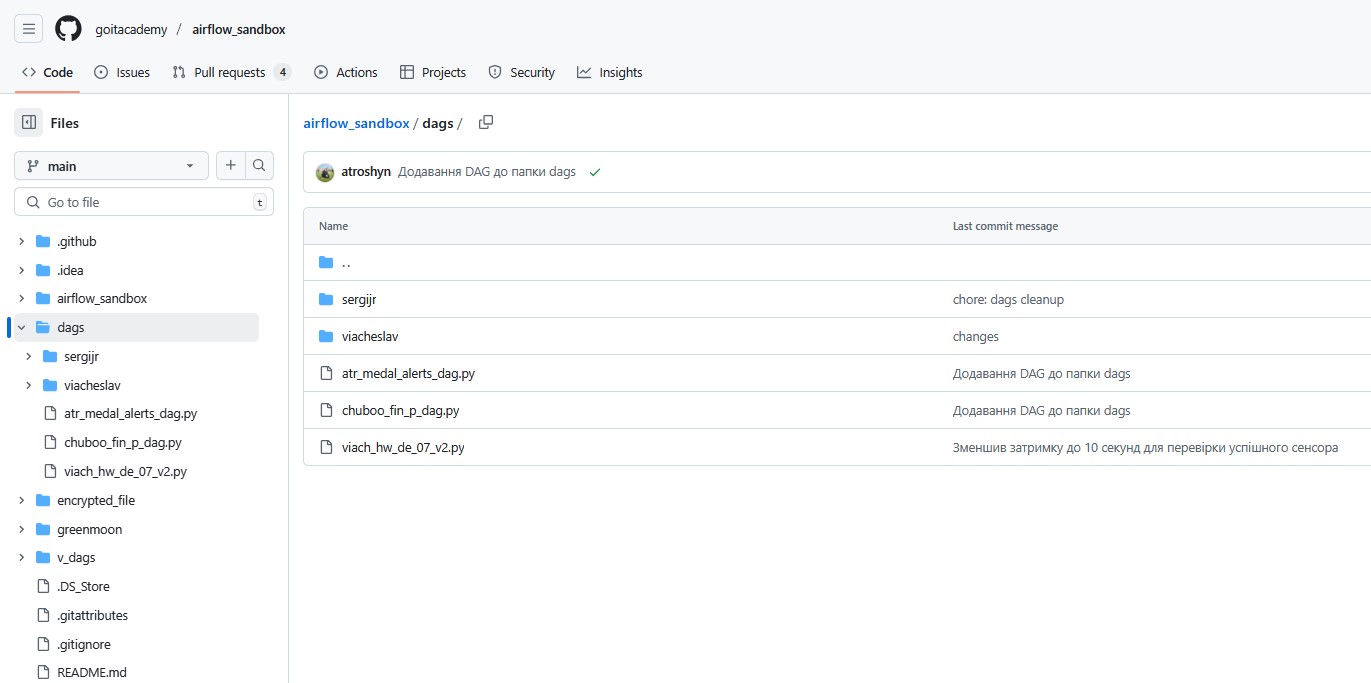 goitacademy / airflow_sandbox
Code Issues Pull requests 4 Actions Projects Security Insights
Files
main
Go to file t
.github
.idea
airflow_sandbox
dags
sergijr
viacheslav
atr_medal_alerts_dag.py
chuboo_fin_p_dag.py
viach_hw_de_07_v2.py
encrypted_file
greenmoon
v_dags
.DS_Store
.gitattributes
.gitignore
README.md
airflow_sandbox / dags /
atroshyn Додавання DAG до папки dags
Name Last commit message
..
sergijr chore: dags cleanup
viacheslav changes
atr_medal_alerts_dag.py Додавання DAG до папки dags
chuboo_fin_p_dag.py Додавання DAG до папки dags
viach_hw_de_07_v2.py Зменшив затримку до 10 секунд для перевірки успішного сенсора